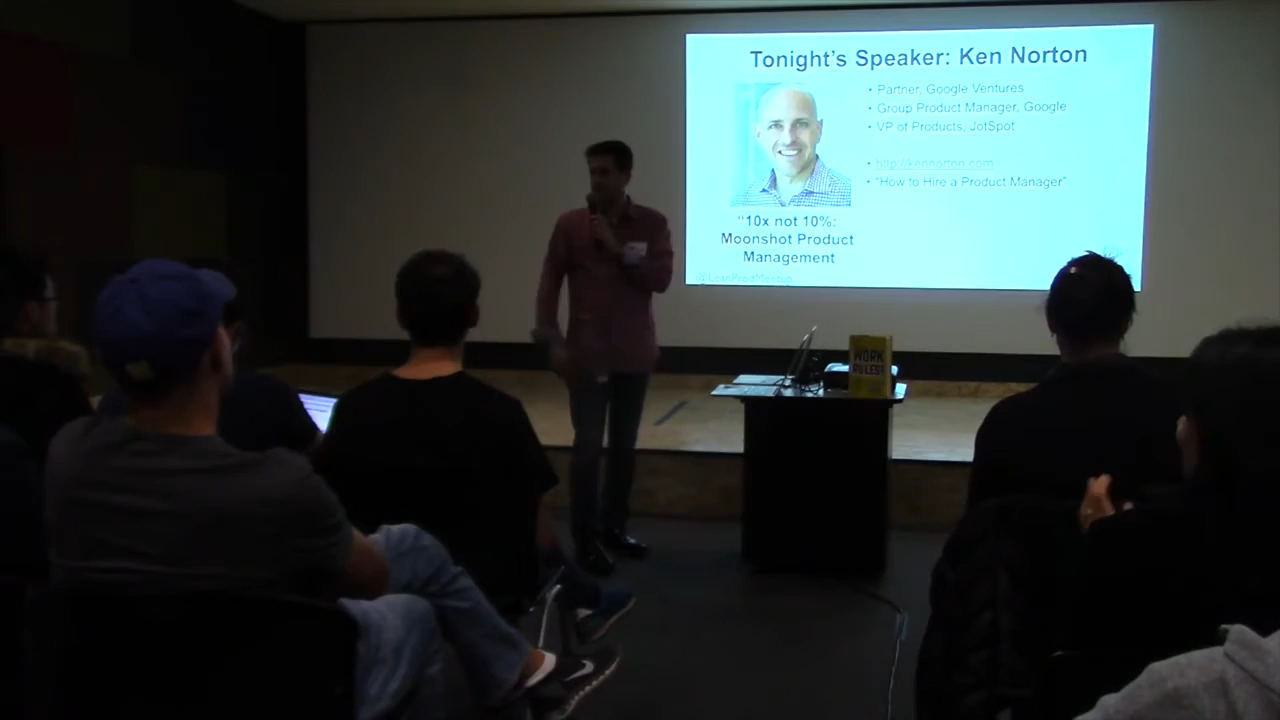 Tonight's Speaker: Ken Norton
• Partner, Google Ventures
• Group Product Manager, Google
• VP of Products, JotSpot
• http://kennorton.com
• "How to Hire a Product Manager"
"10x not 10%:
Moonshot Product
Management
@LeanProdMeetup
WORK
RULES!